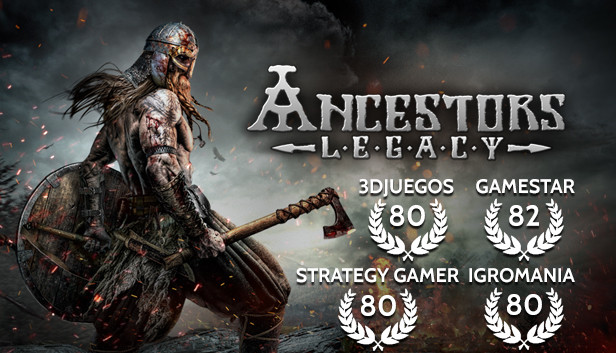 ANCESTORS
LEGACY
3DJUEGOS GAMESTAR
80 82
STRATEGY GAMER IGROMANIA
80 80